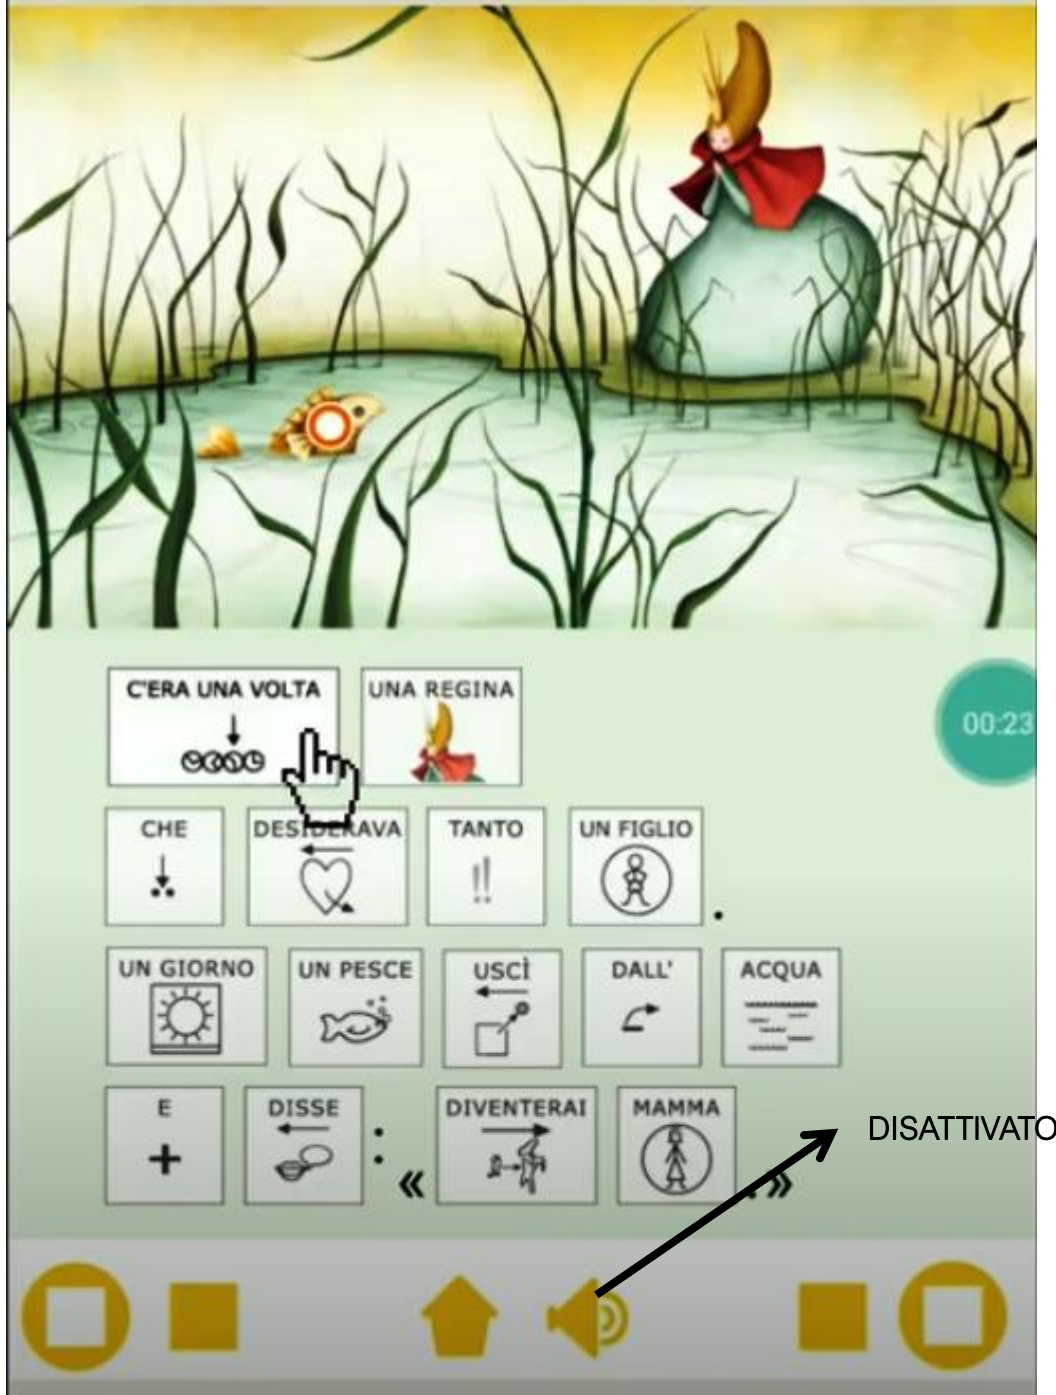 C'ERA UNA VOLTA UNA REGINA
00:23
CHE DESIDERAVA TANTO UN FIGLIO .
UN GIORNO UN PESCE USCÌ DALL' ACQUA
E DISSE : « DIVENTERAI MAMMA . »
DISATTIVATO